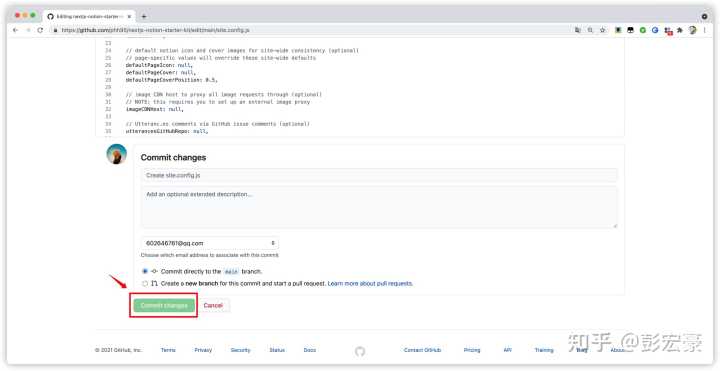 Editing nextjs-notion-starter-k
https://github.com/phh95/nextjs-notion-starter-kit/edit/main/site.config.js
23
24 // default notion icon and cover images for site-wide consistency (optional)
25 // page-specific values will override these site-wide defaults
26 defaultPageIcon: null,
27 defaultPageCover: null,
28 defaultPageCoverPosition: 0.5,
29
30 // image CDN host to proxy all image requests through (optional)
31 // NOTE: this requires you to set up an external image proxy
32 imageCDNHost: null,
33
34 // Utteranc.es comments via GitHub issue comments (optional)
35 utterancesGitHubRepo: null,
Commit changes
Create site.config.js
Add an optional extended description...
602646761@qq.com
Choose which email address to associate with this commit
Commit directly to the main branch.
Create a new branch for this commit and start a pull request. Learn more about pull requests.
Commit changes Cancel
© 2021 GitHub, Inc. Terms Privacy Security Status Docs Contact GitHub Pricing API Training Blog About
知乎 @彭宏豪